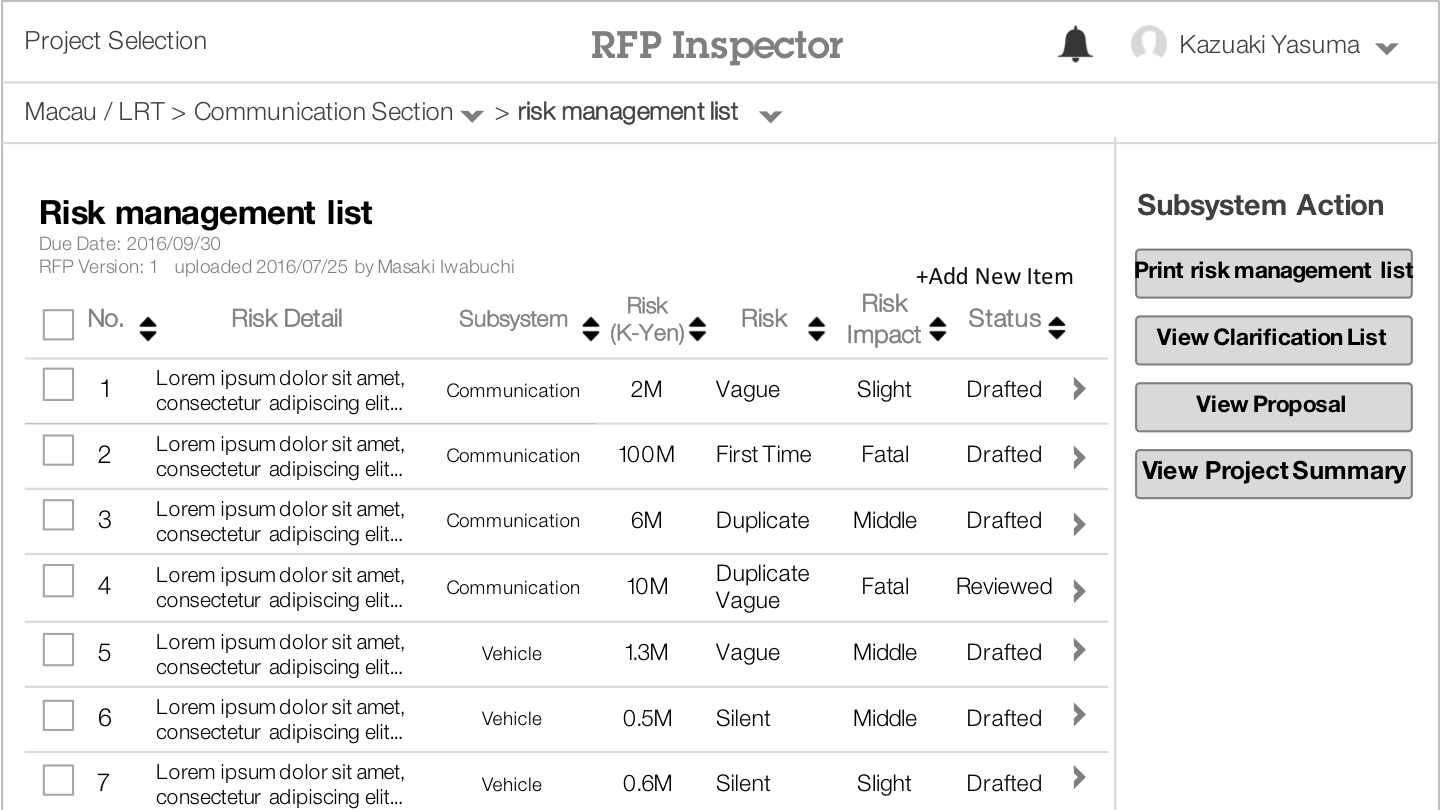 Project Selection
RFP Inspector
Kazuaki Yasuma
Macau / LRT > Communication Section > risk management list
Risk management list
Due Date: 2016/09/30
RFP Version: 1 uploaded 2016/07/25 by Masaki Iwabuchi
+Add New Item
No. Risk Detail Subsystem Risk (K-Yen) Risk Risk Impact Status
1 Lorem ipsum dolor sit amet, consectetur adipiscing elit... Communication 2M Vague Slight Drafted
2 Lorem ipsum dolor sit amet, consectetur adipiscing elit... Communication 100M First Time Fatal Drafted
3 Lorem ipsum dolor sit amet, consectetur adipiscing elit... Communication 6M Duplicate Middle Drafted
4 Lorem ipsum dolor sit amet, consectetur adipiscing elit... Communication 10M Duplicate Vague Fatal Reviewed
5 Lorem ipsum dolor sit amet, consectetur adipiscing elit... Vehicle 1.3M Vague Middle Drafted
6 Lorem ipsum dolor sit amet, consectetur adipiscing elit... Vehicle 0.5M Silent Middle Drafted
7 Lorem ipsum dolor sit amet, consectetur adipiscing elit... Vehicle 0.6M Silent Slight Drafted
Subsystem Action
Print risk management list
View Clarification List
View Proposal
View Project Summary